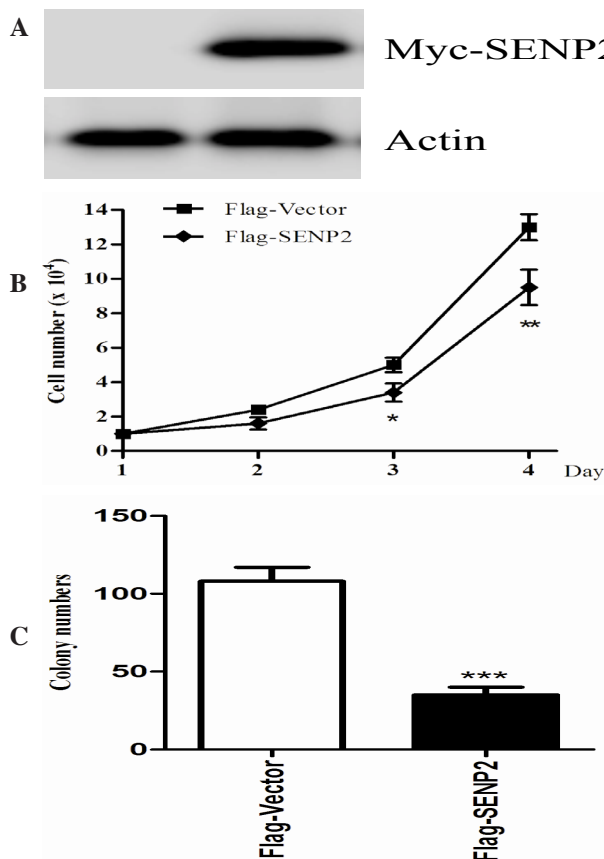 A
Myc-SENP2
Actin
B
Flag-Vector
Flag-SENP2
Cell number (x 10⁴)
14
12
10
8
6
4
2
0
*
**
1 2 3 4 Day
C
Colony numbers
150
100
50
0
***
Flag-Vector
Flag-SENP2